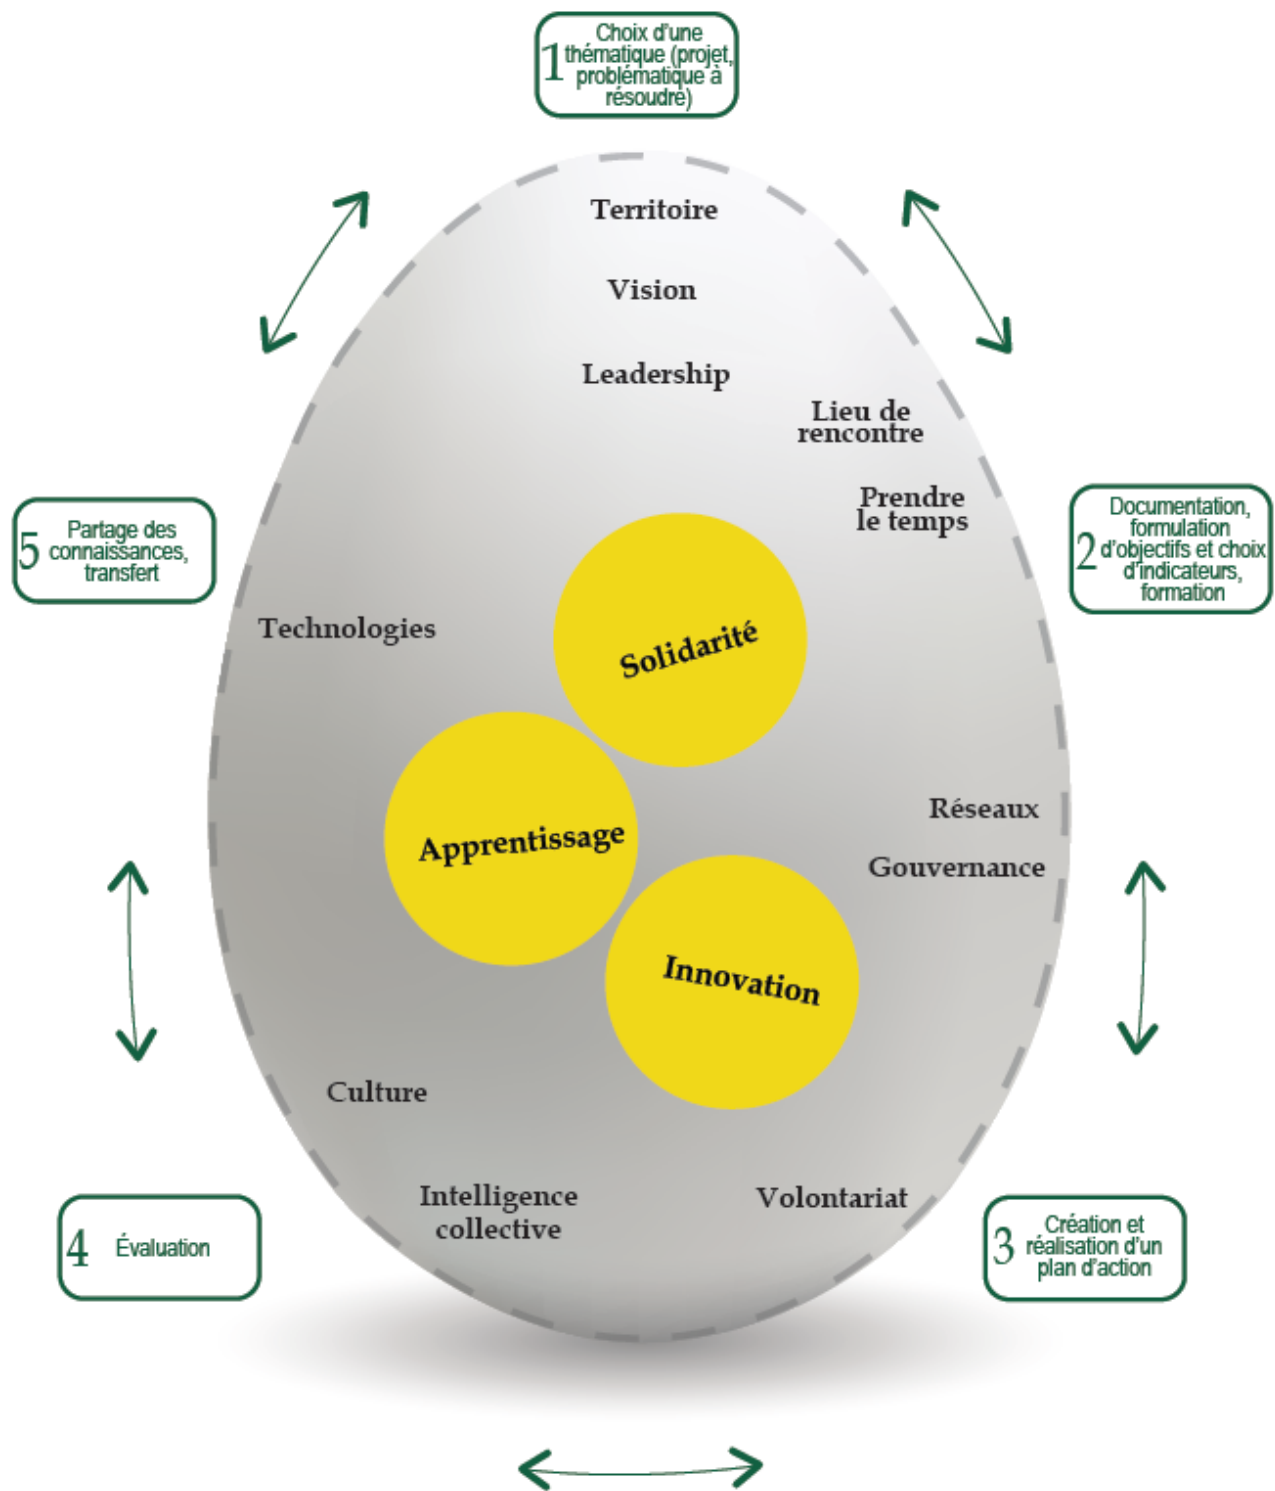 1
Choix d’une
thématique (projet,
problématique à
résoudre)
Territoire
Vision
Leadership
Lieu de
rencontre
Prendre
le temps
2
Documentation,
formulation
d’objectifs et choix
d’indicateurs,
formation
5
Partage des
connaissances,
transfert
Technologies
Solidarité
Apprentissage
Réseaux
Gouvernance
Innovation
Culture
Intelligence
collective
Volontariat
4
Évaluation
3
Création et
réalisation d’un
plan d’action